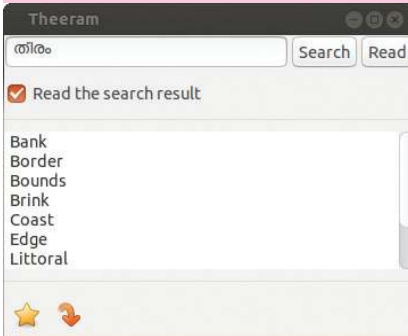 Theeram
തിരം
Search
Read
Read the search result
Bank
Border
Bounds
Brink
Coast
Edge
Littoral